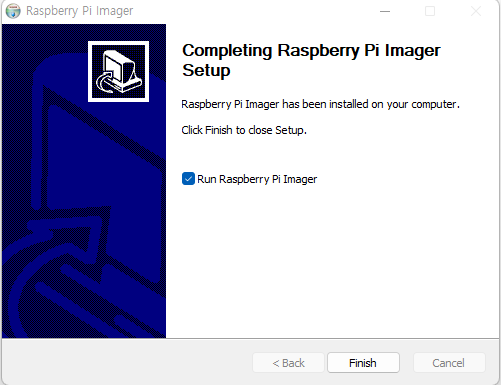 Raspberry Pi Imager
Completing Raspberry Pi Imager
Setup
Raspberry Pi Imager has been installed on your computer.
Click Finish to close Setup.
Run Raspberry Pi Imager
< Back
Finish
Cancel